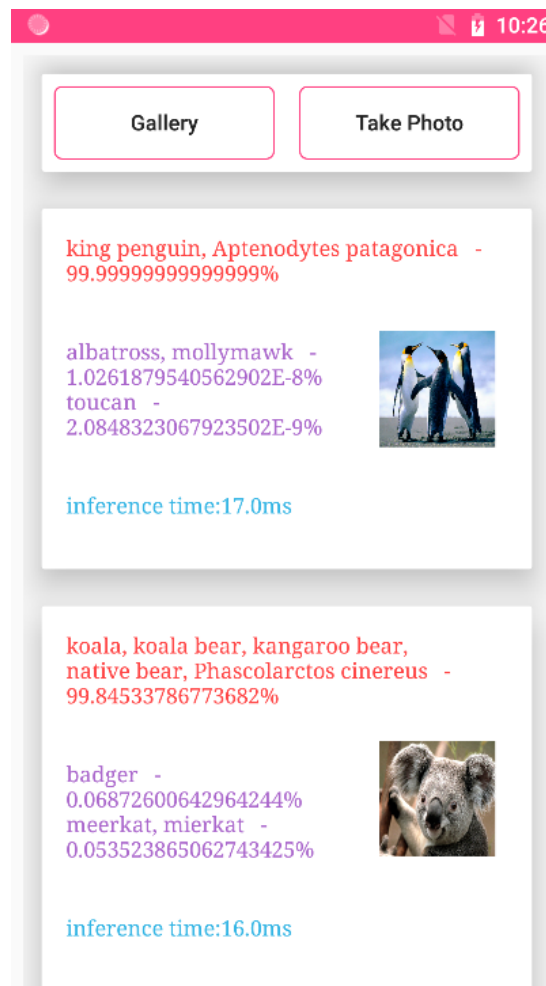 10:26
Gallery
Take Photo
king penguin, Aptenodytes patagonica -
99.99999999999999%
albatross, mollymawk -
1.0261879540562902E-8%
toucan -
2.0848323067923502E-9%
inference time:17.0ms
koala, koala bear, kangaroo bear,
native bear, Phascolarctos cinereus -
99.84533786773682%
badger -
0.06872600642964244%
meerkat, mierkat -
0.053523865062743425%
inference time:16.0ms